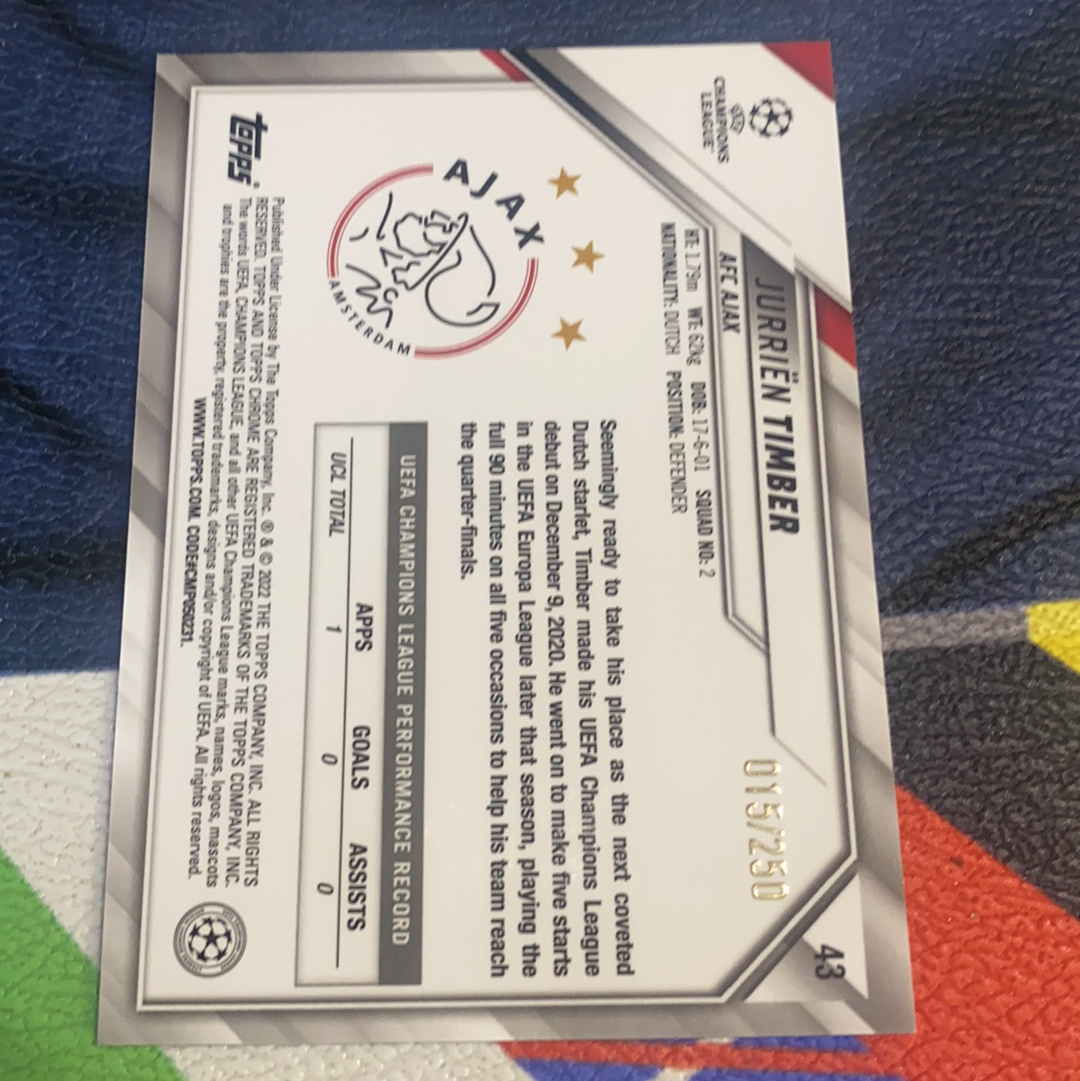 43
015/250
UEFA
CHAMPIONS
LEAGUE
JURRIËN TIMBER
AFC AJAX
HT: 1.79m WT: 62kg DOB: 17-6-01 SQUAD NO: 2
NATIONALITY: DUTCH POSITION: DEFENDER
AJAX
AMSTERDAM
Seemingly ready to take his place as the next coveted
Dutch starlet, Timber made his UEFA Champions League
debut on December 9, 2020. He went on to make five starts
in the UEFA Europa League later that season, playing the
full 90 minutes on all five occasions to help his team reach
the quarter-finals.
UEFA CHAMPIONS LEAGUE PERFORMANCE RECORD
APPS GOALS ASSISTS
UCL TOTAL 1 0 0
topps®
Published Under License by The Topps Company, Inc. ® & © 2022 THE TOPPS COMPANY, INC. ALL RIGHTS
RESERVED. TOPPS AND TOPPS CHROME ARE REGISTERED TRADEMARKS OF THE TOPPS COMPANY, INC.
The words UEFA, CHAMPIONS LEAGUE, and all other UEFA Champions League marks, names, logos, mascots
and trophies are the property, registered trademarks, designs and/or copyright of UEFA. All rights reserved.
WWW.TOPPS.COM. CODE#CMP050231.